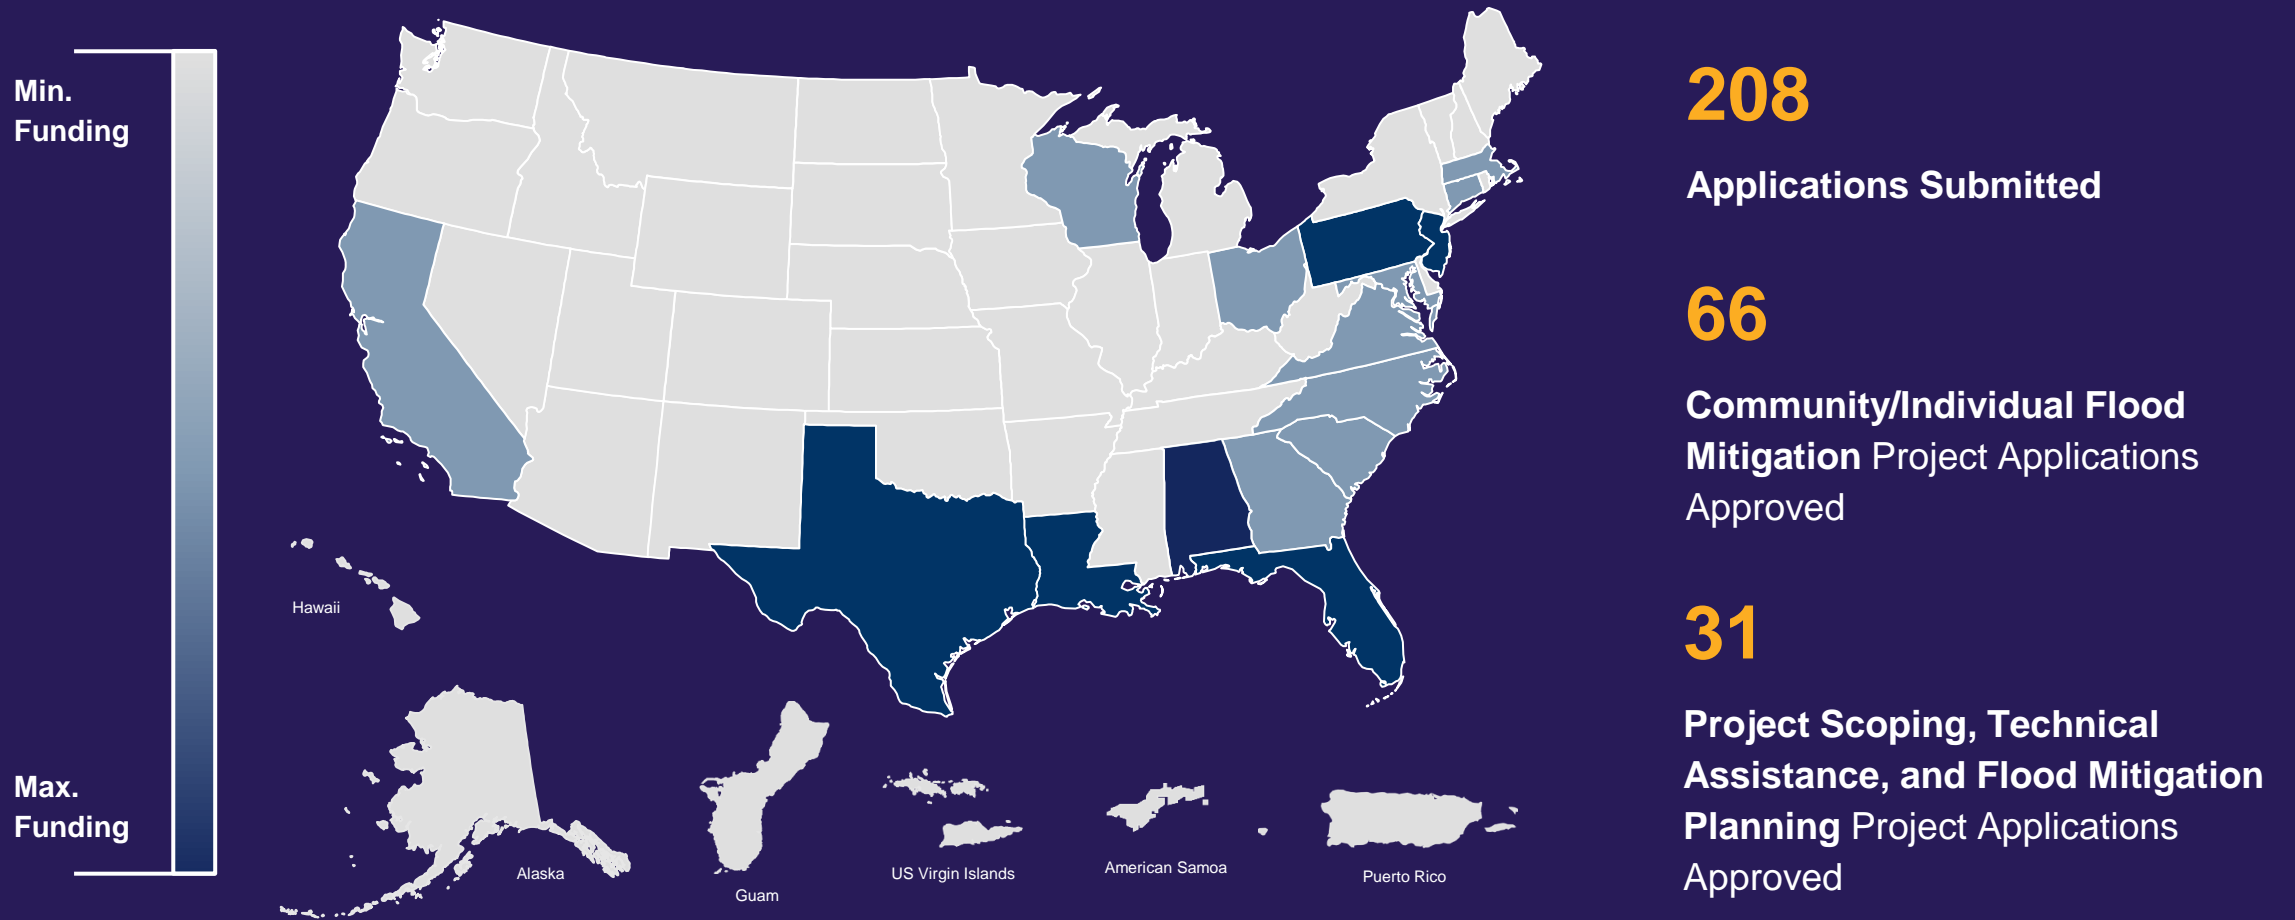 Min.
Funding
Max.
Funding
Hawaii
Alaska
Guam
US Virgin Islands
American Samoa
Puerto Rico
208
Applications Submitted
66
Community/Individual Flood
Mitigation Project Applications
Approved
31
Project Scoping, Technical
Assistance, and Flood Mitigation
Planning Project Applications
Approved